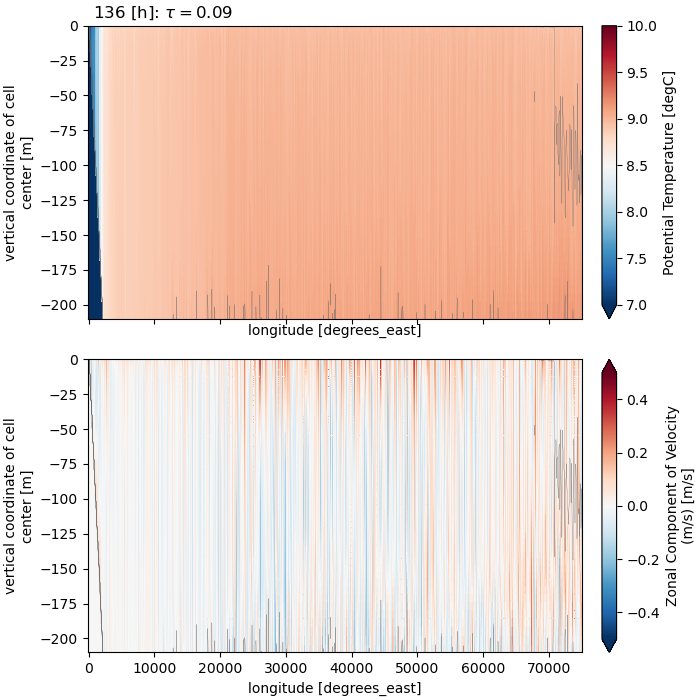 136 [h]: τ = 0.09
0
−25
−50
−75
−100
−125
−150
−175
−200
vertical coordinate of cell
center [m]
longitude [degrees_east]
10.0
9.5
9.0
8.5
8.0
7.5
7.0
Potential Temperature [degC]
0
−25
−50
−75
−100
−125
−150
−175
−200
vertical coordinate of cell
center [m]
0 10000 20000 30000 40000 50000 60000 70000
longitude [degrees_east]
0.4
0.2
0.0
−0.2
−0.4
Zonal Component of Velocity
(m/s) [m/s]